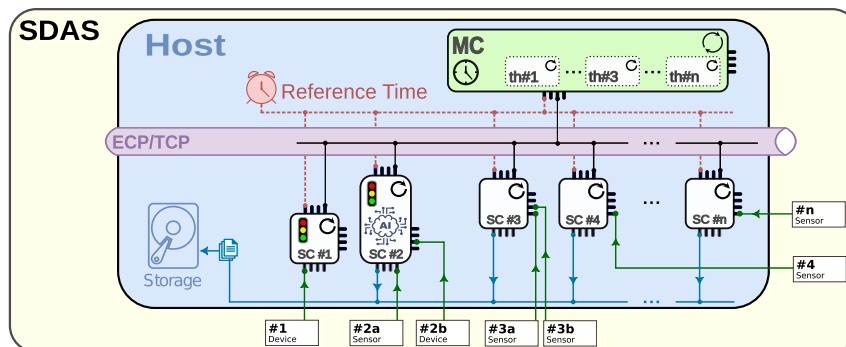 SDAS
Host
MC
th#1 ... th#3 ... th#n
Reference Time
ECP/TCP
...
...
SC #1
AI
SC #2
SC #3
SC #4
SC #n
#n
Sensor
#4
Sensor
Storage
...
#1
Device
#2a
Sensor
#2b
Device
#3a
Sensor
#3b
Sensor